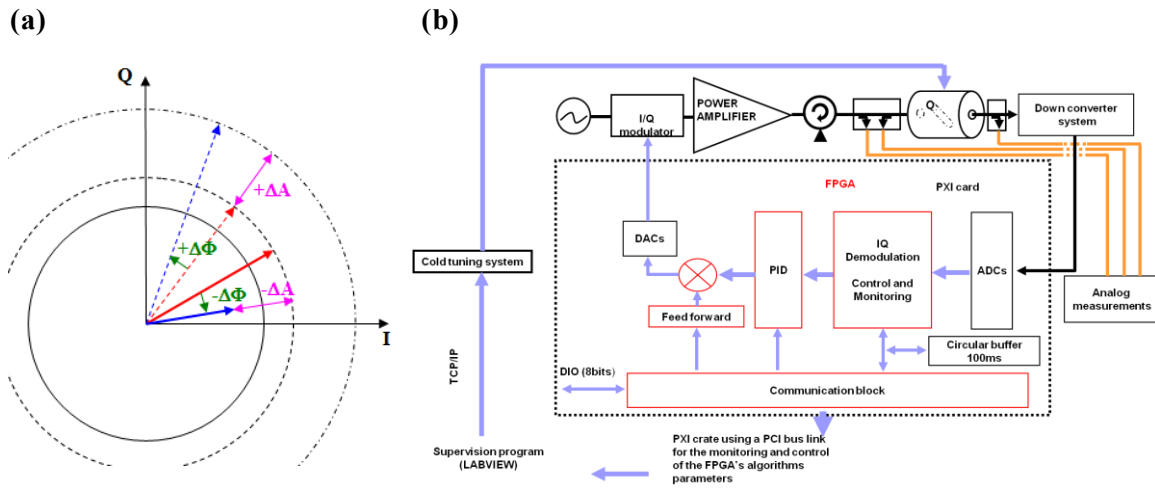 (a)
Q
+ΔA
+ΔΦ
-ΔΦ
-ΔA
I
(b)
I/Q
modulator
POWER
AMPLIFIER
Q
Down converter
system
FPGA
PXI card
DACs
PID
IQ
Demodulation
Control and
Monitoring
ADCs
Analog
measurements
Cold tuning system
Feed forward
Circular buffer
100ms
DIO (8bits)
Communication block
TCP/IP
Supervision program
(LABVIEW)
PXI crate using a PCI bus link
for the monitoring and control
of the FPGA's algorithms
parameters